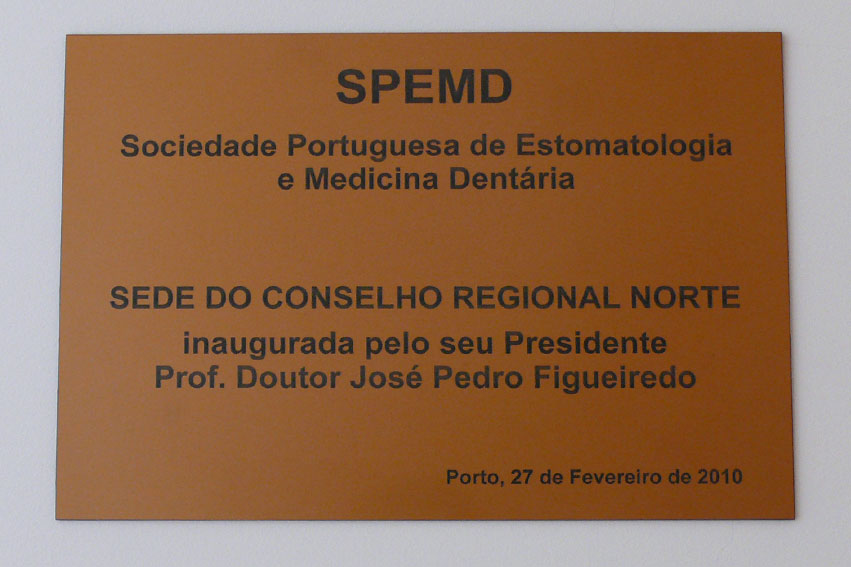 SPEMD
Sociedade Portuguesa de Estomatologia
e Medicina Dentária
SEDE DO CONSELHO REGIONAL NORTE
inaugurada pelo seu Presidente
Prof. Doutor José Pedro Figueiredo
Porto, 27 de Fevereiro de 2010